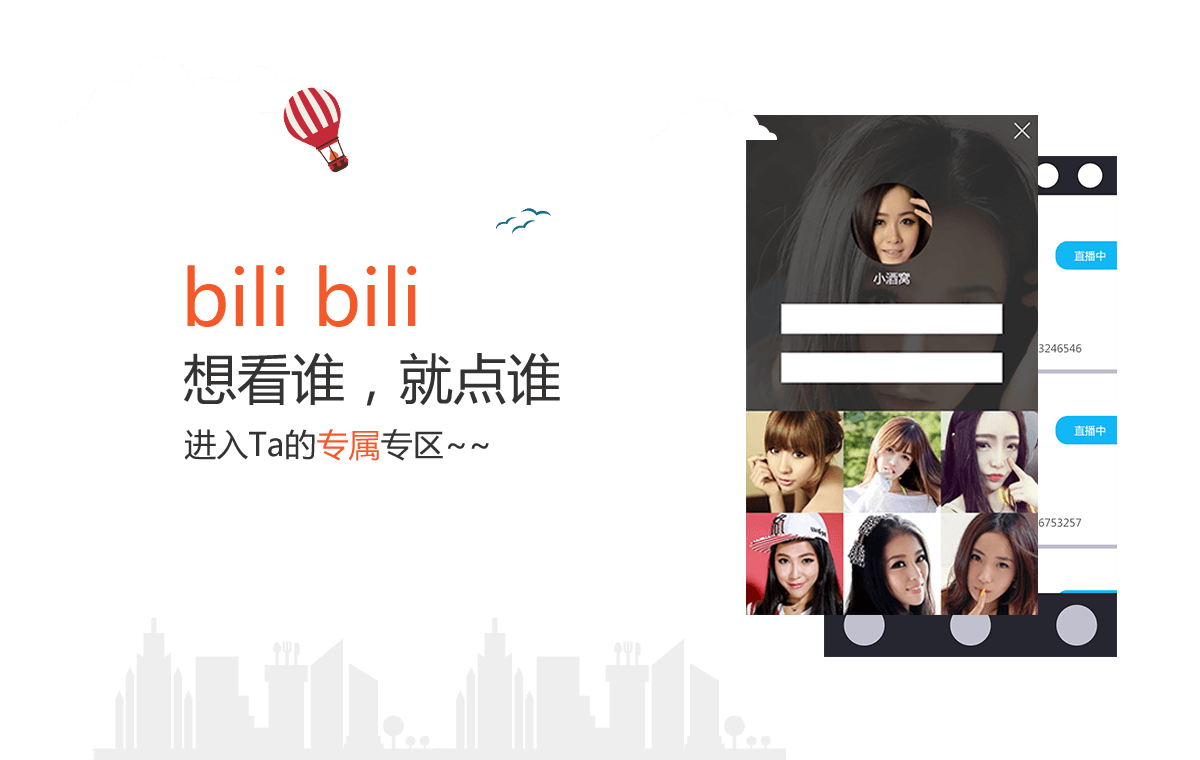 bili bili
想看谁，就点谁
进入Ta的专属专区~~
小酒窝
直播中
3246546
直播中
6753257